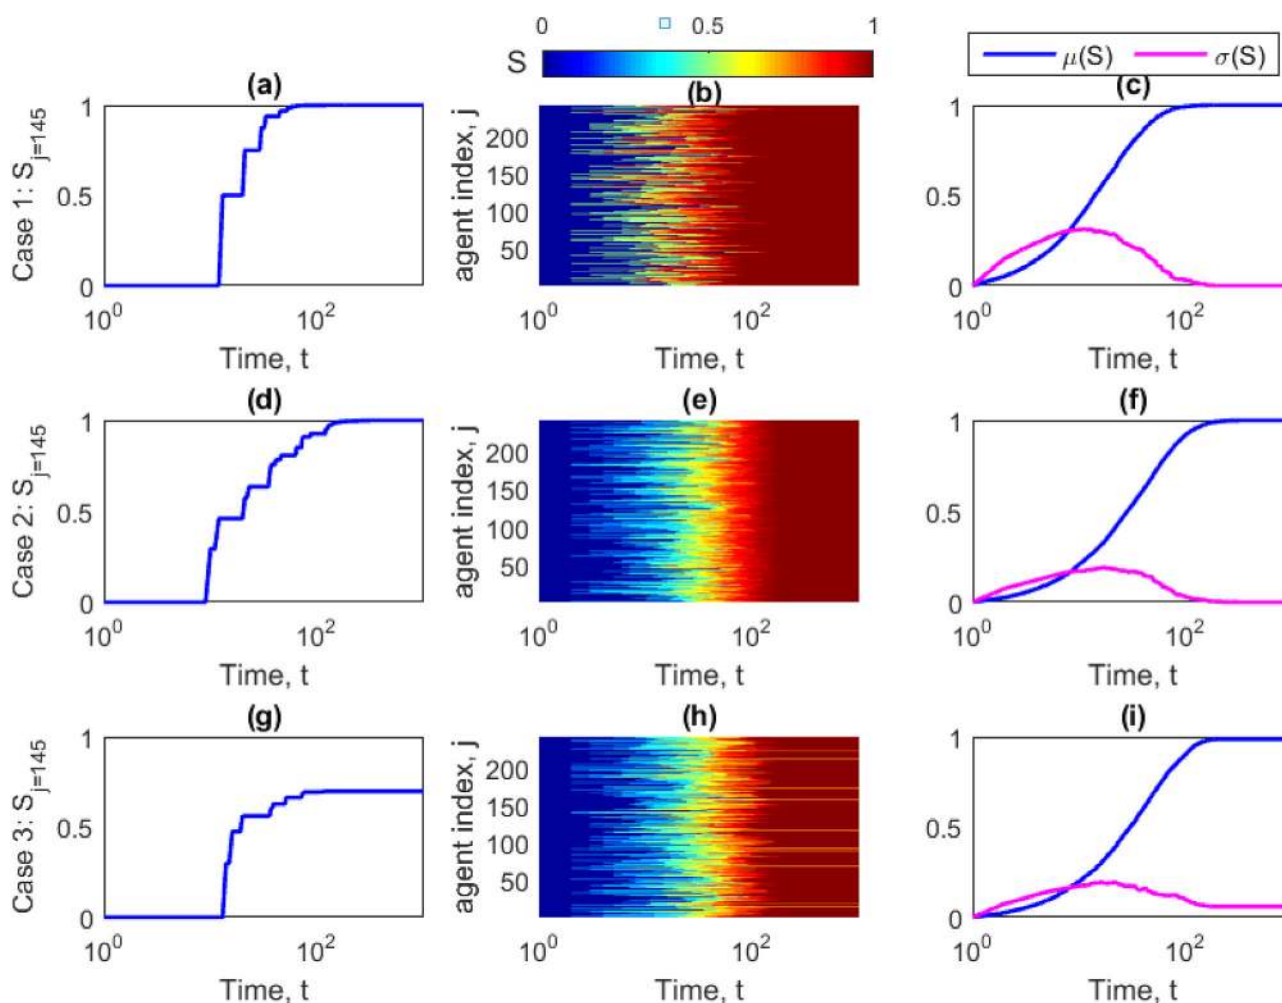 0 0.5 1
S
μ(S) σ(S)
(a)
Case 1: S_{j=145}
1
0.5
0
10^0 10^2
Time, t
(b)
agent index, j
200
150
100
50
10^0 10^2
Time, t
(c)
1
0.5
0
10^0 10^2
Time, t
(d)
Case 2: S_{j=145}
1
0.5
0
10^0 10^2
Time, t
(e)
agent index, j
200
150
100
50
10^0 10^2
Time, t
(f)
1
0.5
0
10^0 10^2
Time, t
(g)
Case 3: S_{j=145}
1
0.5
0
10^0 10^2
Time, t
(h)
agent index, j
200
150
100
50
10^0 10^2
Time, t
(i)
1
0.5
0
10^0 10^2
Time, t